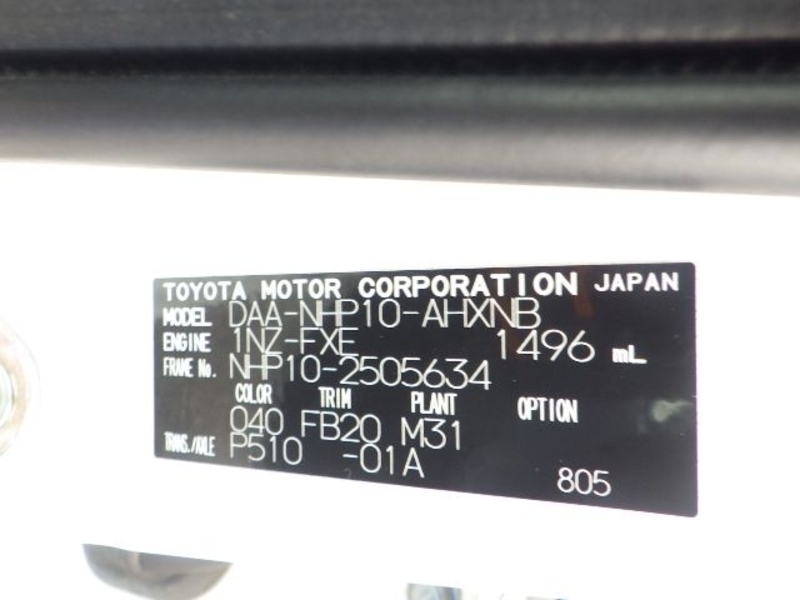 TOYOTA MOTOR CORPORATION JAPAN
MODEL DAA-NHP10-AHXNB
ENGINE 1NZ-FXE 1496 mL
FRAME No. NHP10-2505634
COLOR TRIM PLANT OPTION
040 FB20 M31
TRANS./AXLE P510 -01A
805